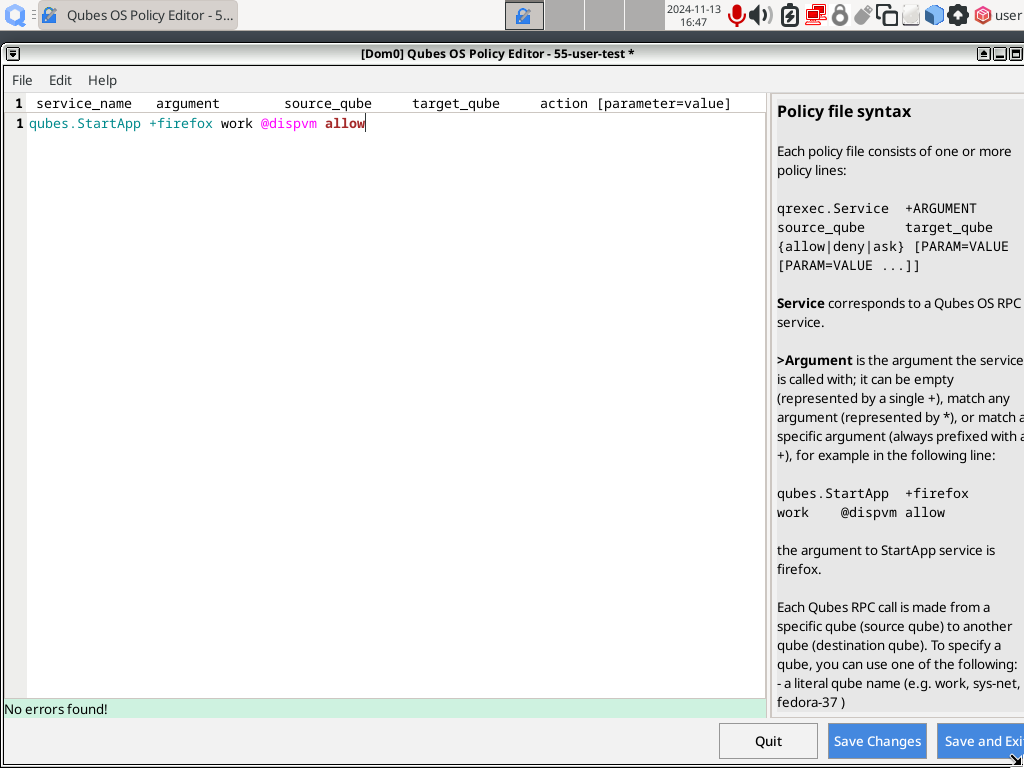 Qubes OS Policy Editor - 5...
2024-11-13
16:47
user
[Dom0] Qubes OS Policy Editor - 55-user-test *
File Edit Help
1 service_name argument source_qube target_qube action [parameter=value]
1 qubes.StartApp +firefox work @dispvm allow
No errors found!
Policy file syntax
Each policy file consists of one or more
policy lines:
qrexec.Service +ARGUMENT
source_qube target_qube
{allow|deny|ask} [PARAM=VALUE
[PARAM=VALUE ...]]
Service corresponds to a Qubes OS RPC
service.
>Argument is the argument the service
is called with; it can be empty
(represented by a single +), match any
argument (represented by *), or match a
specific argument (always prefixed with a
+), for example in the following line:
qubes.StartApp +firefox
work @dispvm allow
the argument to StartApp service is
firefox.
Each Qubes RPC call is made from a
specific qube (source qube) to another
qube (destination qube). To specify a
qube, you can use one of the following:
- a literal qube name (e.g. work, sys-net,
fedora-37 )
Quit
Save Changes
Save and Exi